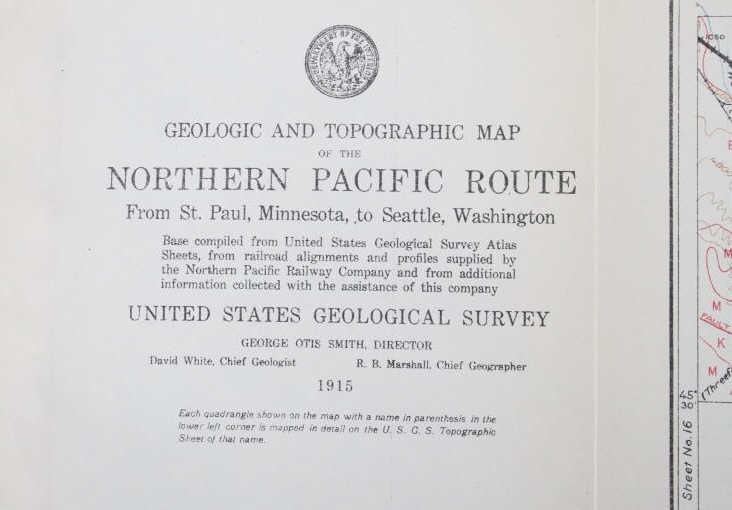 DEPARTMENT OF THE INTERIOR
GEOLOGIC AND TOPOGRAPHIC MAP
OF THE
NORTHERN PACIFIC ROUTE
From St. Paul, Minnesota, to Seattle, Washington
Base compiled from United States Geological Survey Atlas
Sheets, from railroad alignments and profiles supplied by
the Northern Pacific Railway Company and from additional
information collected with the assistance of this company
UNITED STATES GEOLOGICAL SURVEY
GEORGE OTIS SMITH, DIRECTOR
David White, Chief Geologist R. B. Marshall, Chief Geographer
1915
Each quadrangle shown on the map with a name in parenthesis in the
lower left corner is mapped in detail on the U. S. G. S. Topographic
Sheet of that name.
M
M
FAULT
K
M
45°
30'
Sheet No. 16